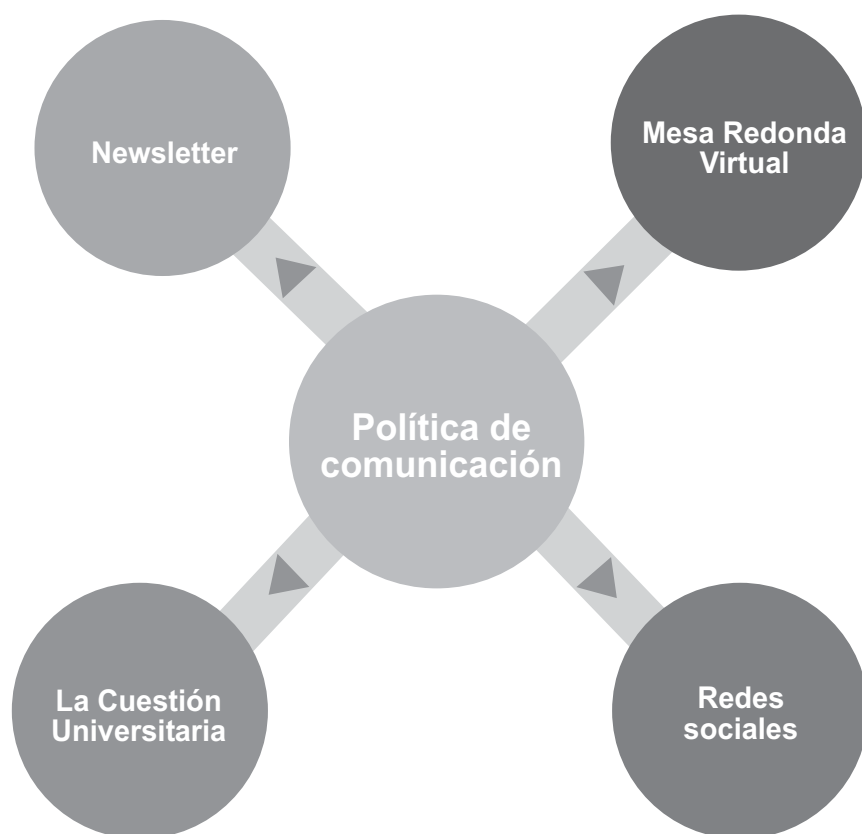 Newsletter
Mesa Redonda
Virtual
Política de
comunicación
La Cuestión
Universitaria
Redes
sociales